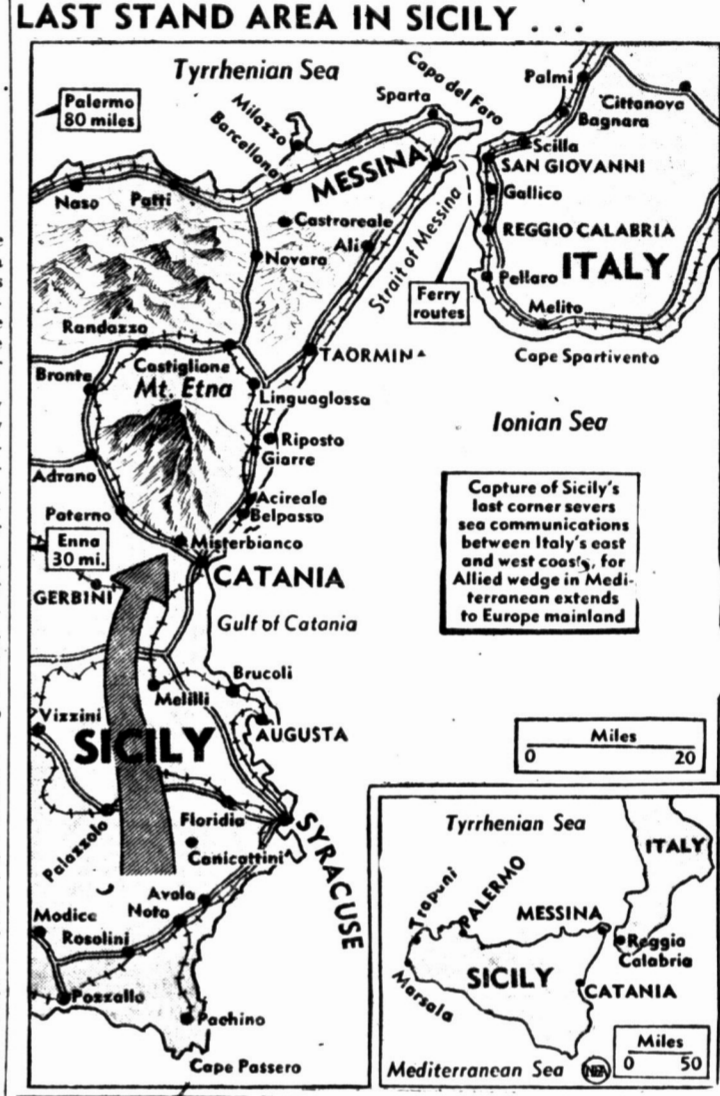 LAST STAND AREA IN SICILY . . .
Tyrrhenian Sea
Palermo
80 miles
Capo del Faro
Sparta
Palmi
Cittanova
Bagnara
Milazzo
Barcellona
Scilla
MESSINA
SAN GIOVANNI
Naso
Patti
Gallico
Castroreale
Ali
REGGIO CALABRIA
Novara
Strait of Messina
Pellaro
ITALY
Ferry
routes
Melito
Randazzo
TAORMINA
Cape Spartivento
Castiglione
Bronte
Mt. Etna
Linguaglossa
Ionian Sea
Riposto
Giarre
Adrano
Acireale
Belpasso
Paterno
Capture of Sicily's
last corner severs
sea communications
between Italy's east
and west coasts, for
Allied wedge in Medi-
terranean extends
to Europe mainland
Enna
30 mi.
Misterbianco
CATANIA
GERBINI
Gulf of Catania
Brucoli
Melilli
Vizzini
AUGUSTA
SICILY
Miles
0 20
Floridia
Palazzolo
SYRACUSE
Canicattini
Avola
Noto
Modica
Rosolini
Pozzallo
Pachino
Cape Passero
Tyrrhenian Sea
ITALY
Trapani
PALERMO
MESSINA
Reggio
Calabria
SICILY
Marsala
CATANIA
Miles
0 50
Mediterranean Sea
NEA